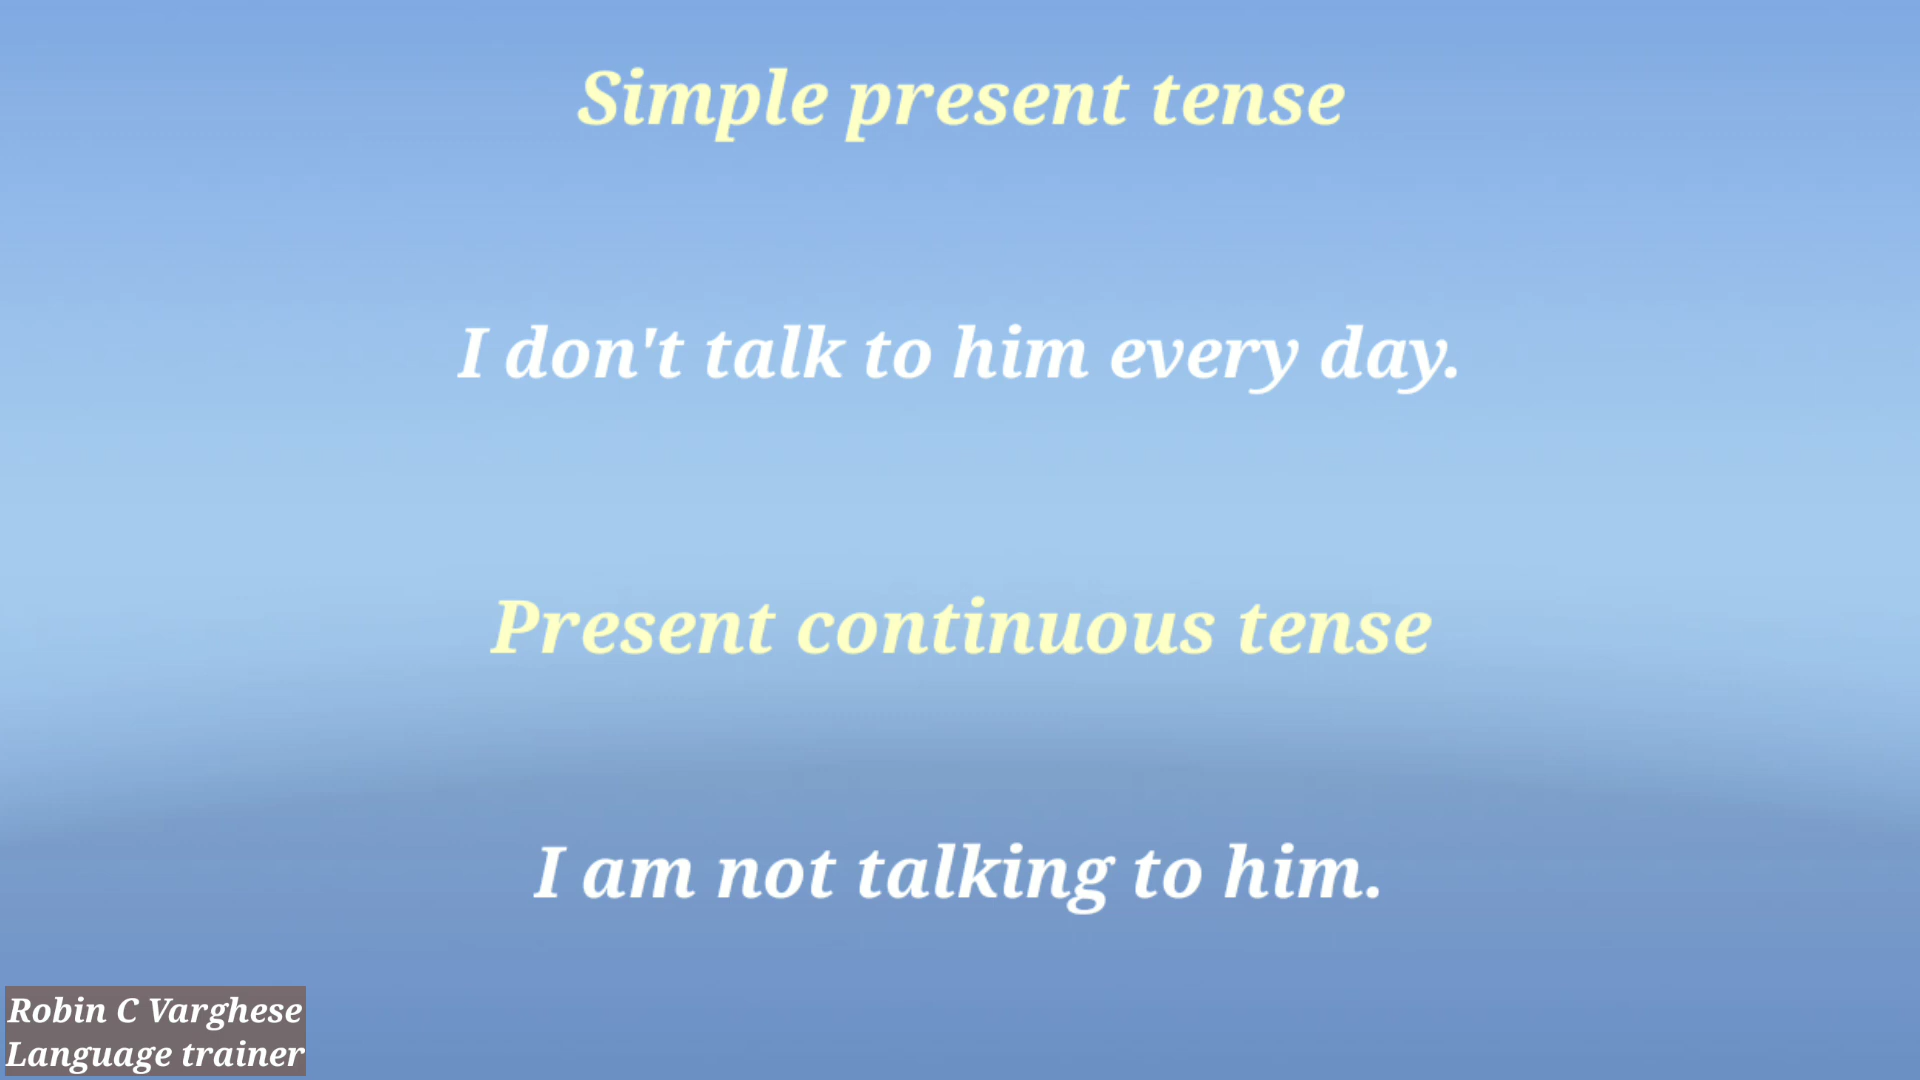 Simple present tense
I don't talk to him every day.
Present continuous tense
I am not talking to him.
Robin C Varghese
Language trainer